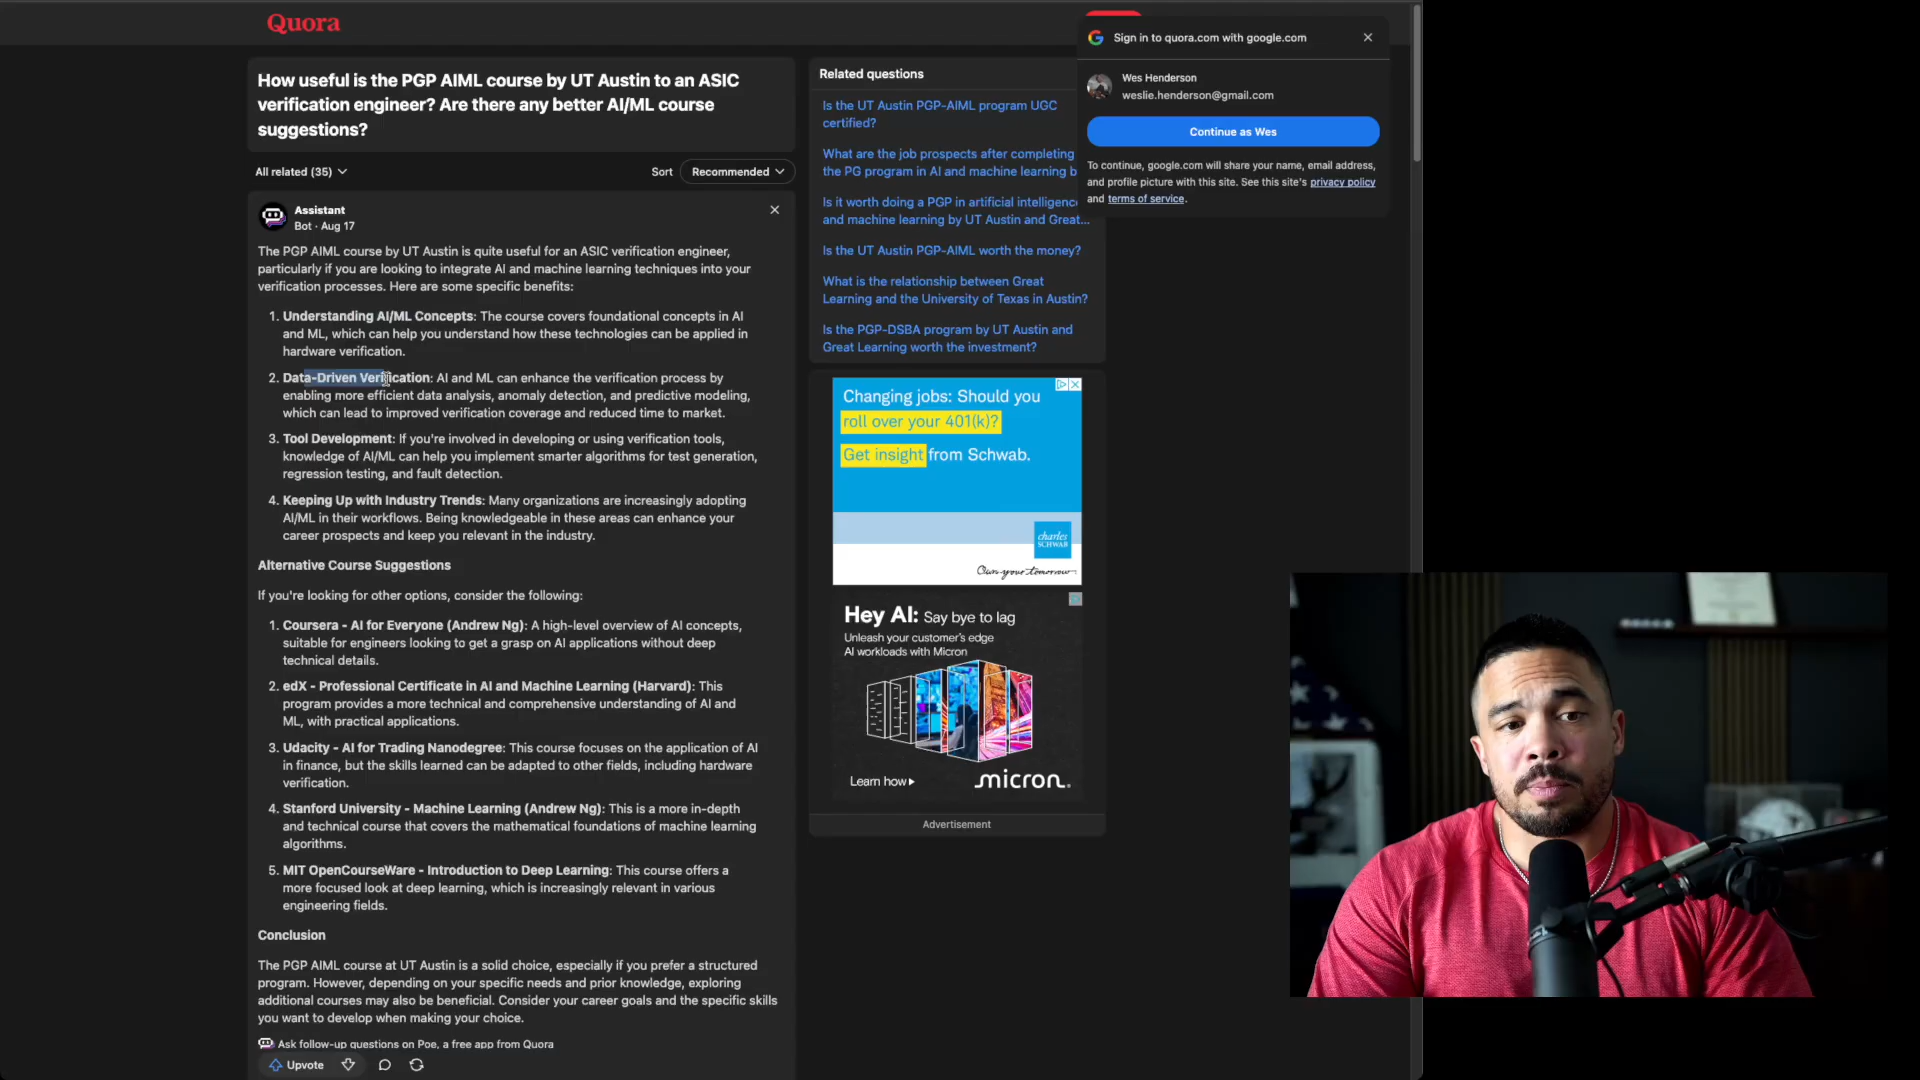 Quora
How useful is the PGP AIML course by UT Austin to an ASIC
verification engineer? Are there any better AI/ML course
suggestions?
All related (35)
Sort
Recommended
Assistant
Bot · Aug 17
The PGP AIML course by UT Austin is quite useful for an ASIC verification engineer,
particularly if you are looking to integrate AI and machine learning techniques into your
verification processes. Here are some specific benefits:
1. Understanding AI/ML Concepts: The course covers foundational concepts in AI
and ML, which can help you understand how these technologies can be applied in
hardware verification.
2. Data-Driven Verification: AI and ML can enhance the verification process by
enabling more efficient data analysis, anomaly detection, and predictive modeling,
which can lead to improved verification coverage and reduced time to market.
3. Tool Development: If you're involved in developing or using verification tools,
knowledge of AI/ML can help you implement smarter algorithms for test generation,
regression testing, and fault detection.
4. Keeping Up with Industry Trends: Many organizations are increasingly adopting
AI/ML in their workflows. Being knowledgeable in these areas can enhance your
career prospects and keep you relevant in the industry.
Alternative Course Suggestions
If you're looking for other options, consider the following:
1. Coursera - AI for Everyone (Andrew Ng): A high-level overview of AI concepts,
suitable for engineers looking to get a grasp on AI applications without deep
technical details.
2. edX - Professional Certificate in AI and Machine Learning (Harvard): This
program provides a more technical and comprehensive understanding of AI and
ML, with practical applications.
3. Udacity - AI for Trading Nanodegree: This course focuses on the application of AI
in finance, but the skills learned can be adapted to other fields, including hardware
verification.
4. Stanford University - Machine Learning (Andrew Ng): This is a more in-depth
and technical course that covers the mathematical foundations of machine learning
algorithms.
5. MIT OpenCourseWare - Introduction to Deep Learning: This course offers a
more focused look at deep learning, which is increasingly relevant in various
engineering fields.
Conclusion
The PGP AIML course at UT Austin is a solid choice, especially if you prefer a structured
program. However, depending on your specific needs and prior knowledge, exploring
additional courses may also be beneficial. Consider your career goals and the specific skills
you want to develop when making your choice.
Ask follow-up questions on Poe, a free app from Quora
Upvote
Related questions
Is the UT Austin PGP-AIML program UGC
certified?
What are the job prospects after completing
the PG program in AI and machine learning b
Is it worth doing a PGP in artificial intelligence
and machine learning by UT Austin and Great...
Is the UT Austin PGP-AIML worth the money?
What is the relationship between Great
Learning and the University of Texas in Austin?
Is the PGP-DSBA program by UT Austin and
Great Learning worth the investment?
Changing jobs: Should you
roll over your 401(k)?
Get insight from Schwab.
charles
SCHWAB
Own your tomorrow
Hey AI: Say bye to lag
Unleash your customer's edge
AI workloads with Micron
Learn how
micron
Advertisement
Sign in to quora.com with google.com
Wes Henderson
weslie.henderson@gmail.com
Continue as Wes
To continue, google.com will share your name, email address,
and profile picture with this site. See this site's privacy policy
and terms of service.